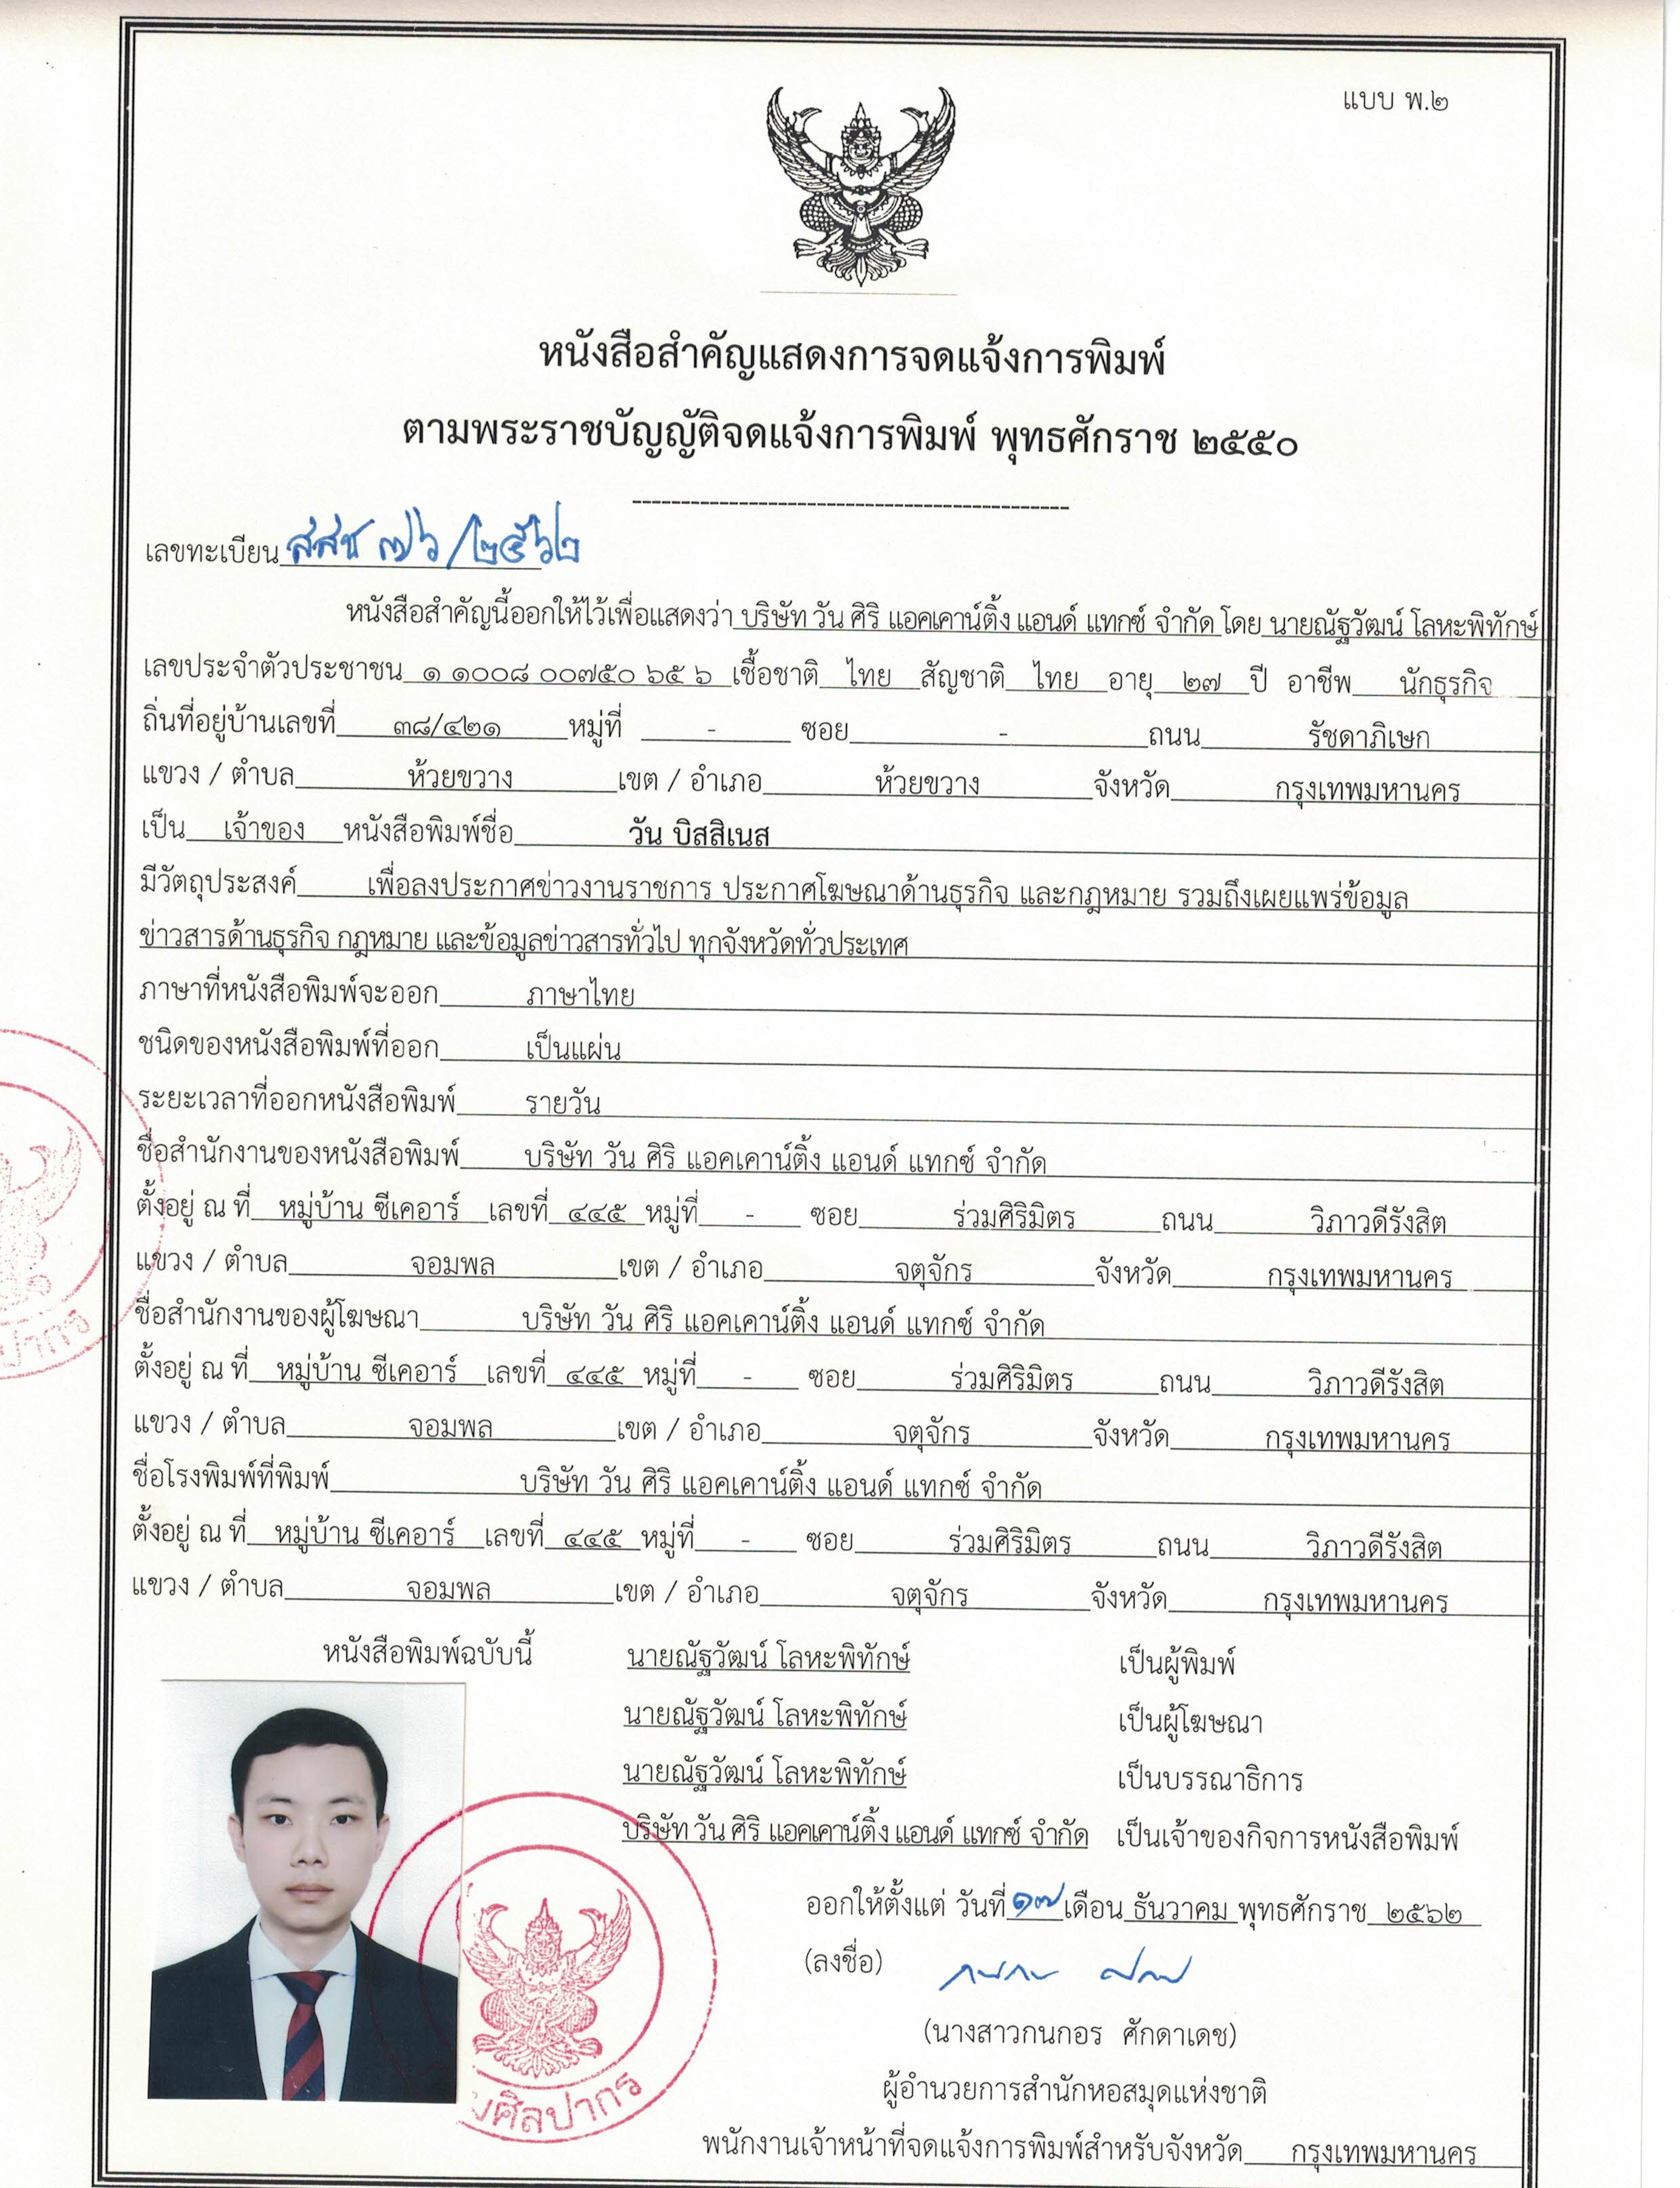 แบบ พ.๒
หนังสือสำคัญแสดงการจดแจ้งการพิมพ์
ตามพระราชบัญญัติจดแจ้งการพิมพ์ พุทธศักราช ๒๕๕๐
เลขทะเบียน สสช ๗๖/๒๕๖๒
หนังสือสำคัญนี้ออกให้ไว้เพื่อแสดงว่า บริษัท วัน ศิริ แอคเคาน์ติ้ง แอนด์ แทกซ์ จำกัด โดย นายณัฐวัฒน์ โลหะพิทักษ์
เลขประจำตัวประชาชน ๑ ๑๐๐๘ ๐๐๗๕๐ ๖๕ ๖ เชื้อชาติ ไทย สัญชาติ ไทย อายุ ๒๗ ปี อาชีพ นักธุรกิจ
ถิ่นที่อยู่บ้านเลขที่ ๓๘/๔๒๑ หมู่ที่ - ซอย - ถนน รัชดาภิเษก
แขวง / ตำบล ห้วยขวาง เขต / อำเภอ ห้วยขวาง จังหวัด กรุงเทพมหานคร
เป็น เจ้าของ หนังสือพิมพ์ชื่อ วัน บิสสิเนส
มีวัตถุประสงค์ เพื่อลงประกาศข่าวงานราชการ ประกาศโฆษณาด้านธุรกิจ และกฎหมาย รวมถึงเผยแพร่ข้อมูล
ข่าวสารด้านธุรกิจ กฎหมาย และข้อมูลข่าวสารทั่วไป ทุกจังหวัดทั่วประเทศ
ภาษาที่หนังสือพิมพ์จะออก ภาษาไทย
ชนิดของหนังสือพิมพ์ที่ออก เป็นแผ่น
ระยะเวลาที่ออกหนังสือพิมพ์ รายวัน
ชื่อสำนักงานของหนังสือพิมพ์ บริษัท วัน ศิริ แอคเคาน์ติ้ง แอนด์ แทกซ์ จำกัด
ตั้งอยู่ ณ ที่ หมู่บ้าน ซีเคอาร์ เลขที่ ๔๔๕ หมู่ที่ - ซอย ร่วมศิริมิตร ถนน วิภาวดีรังสิต
แขวง / ตำบล จอมพล เขต / อำเภอ จตุจักร จังหวัด กรุงเทพมหานคร
ชื่อสำนักงานของผู้โฆษณา บริษัท วัน ศิริ แอคเคาน์ติ้ง แอนด์ แทกซ์ จำกัด
ตั้งอยู่ ณ ที่ หมู่บ้าน ซีเคอาร์ เลขที่ ๔๔๕ หมู่ที่ - ซอย ร่วมศิริมิตร ถนน วิภาวดีรังสิต
แขวง / ตำบล จอมพล เขต / อำเภอ จตุจักร จังหวัด กรุงเทพมหานคร
ชื่อโรงพิมพ์ที่พิมพ์ บริษัท วัน ศิริ แอคเคาน์ติ้ง แอนด์ แทกซ์ จำกัด
ตั้งอยู่ ณ ที่ หมู่บ้าน ซีเคอาร์ เลขที่ ๔๔๕ หมู่ที่ - ซอย ร่วมศิริมิตร ถนน วิภาวดีรังสิต
แขวง / ตำบล จอมพล เขต / อำเภอ จตุจักร จังหวัด กรุงเทพมหานคร
หนังสือพิมพ์ฉบับนี้ นายณัฐวัฒน์ โลหะพิทักษ์ เป็นผู้พิมพ์
นายณัฐวัฒน์ โลหะพิทักษ์ เป็นผู้โฆษณา
นายณัฐวัฒน์ โลหะพิทักษ์ เป็นบรรณาธิการ
บริษัท วัน ศิริ แอคเคาน์ติ้ง แอนด์ แทกซ์ จำกัด เป็นเจ้าของกิจการหนังสือพิมพ์
ออกให้ตั้งแต่ วันที่ ๑๗ เดือน ธันวาคม พุทธศักราช ๒๕๖๒
(ลงชื่อ)
(นางสาวกนกอร ศักดาเดช)
ผู้อำนวยการสำนักหอสมุดแห่งชาติ
พนักงานเจ้าหน้าที่จดแจ้งการพิมพ์สำหรับจังหวัด กรุงเทพมหานคร